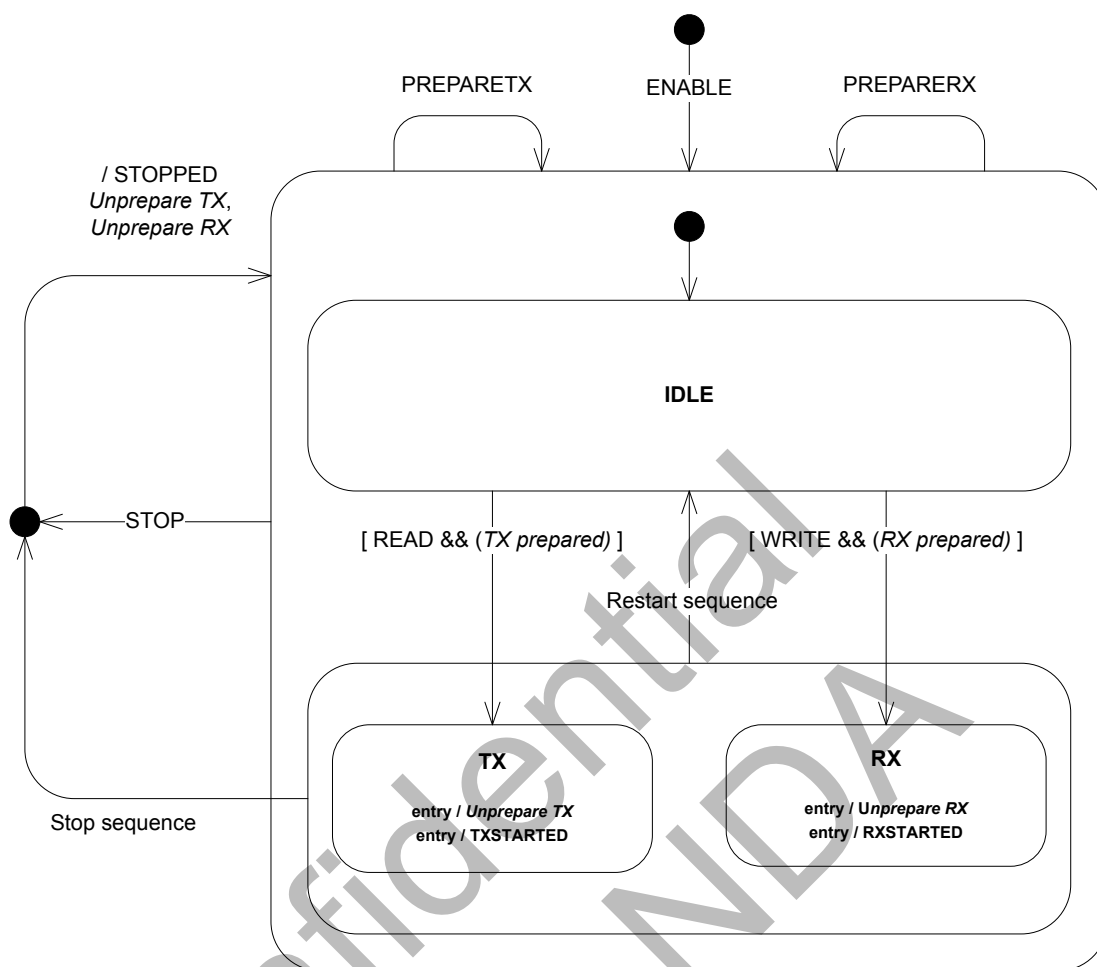 PREPARETX
ENABLE
PREPARERX
/ STOPPED
Unprepare TX,
Unprepare RX
IDLE
STOP
[ READ && (TX prepared) ]
[ WRITE && (RX prepared) ]
Restart sequence
TX
entry / Unprepare TX
entry / TXSTARTED
RX
entry / Unprepare RX
entry / RXSTARTED
Stop sequence
nfidential
NDA